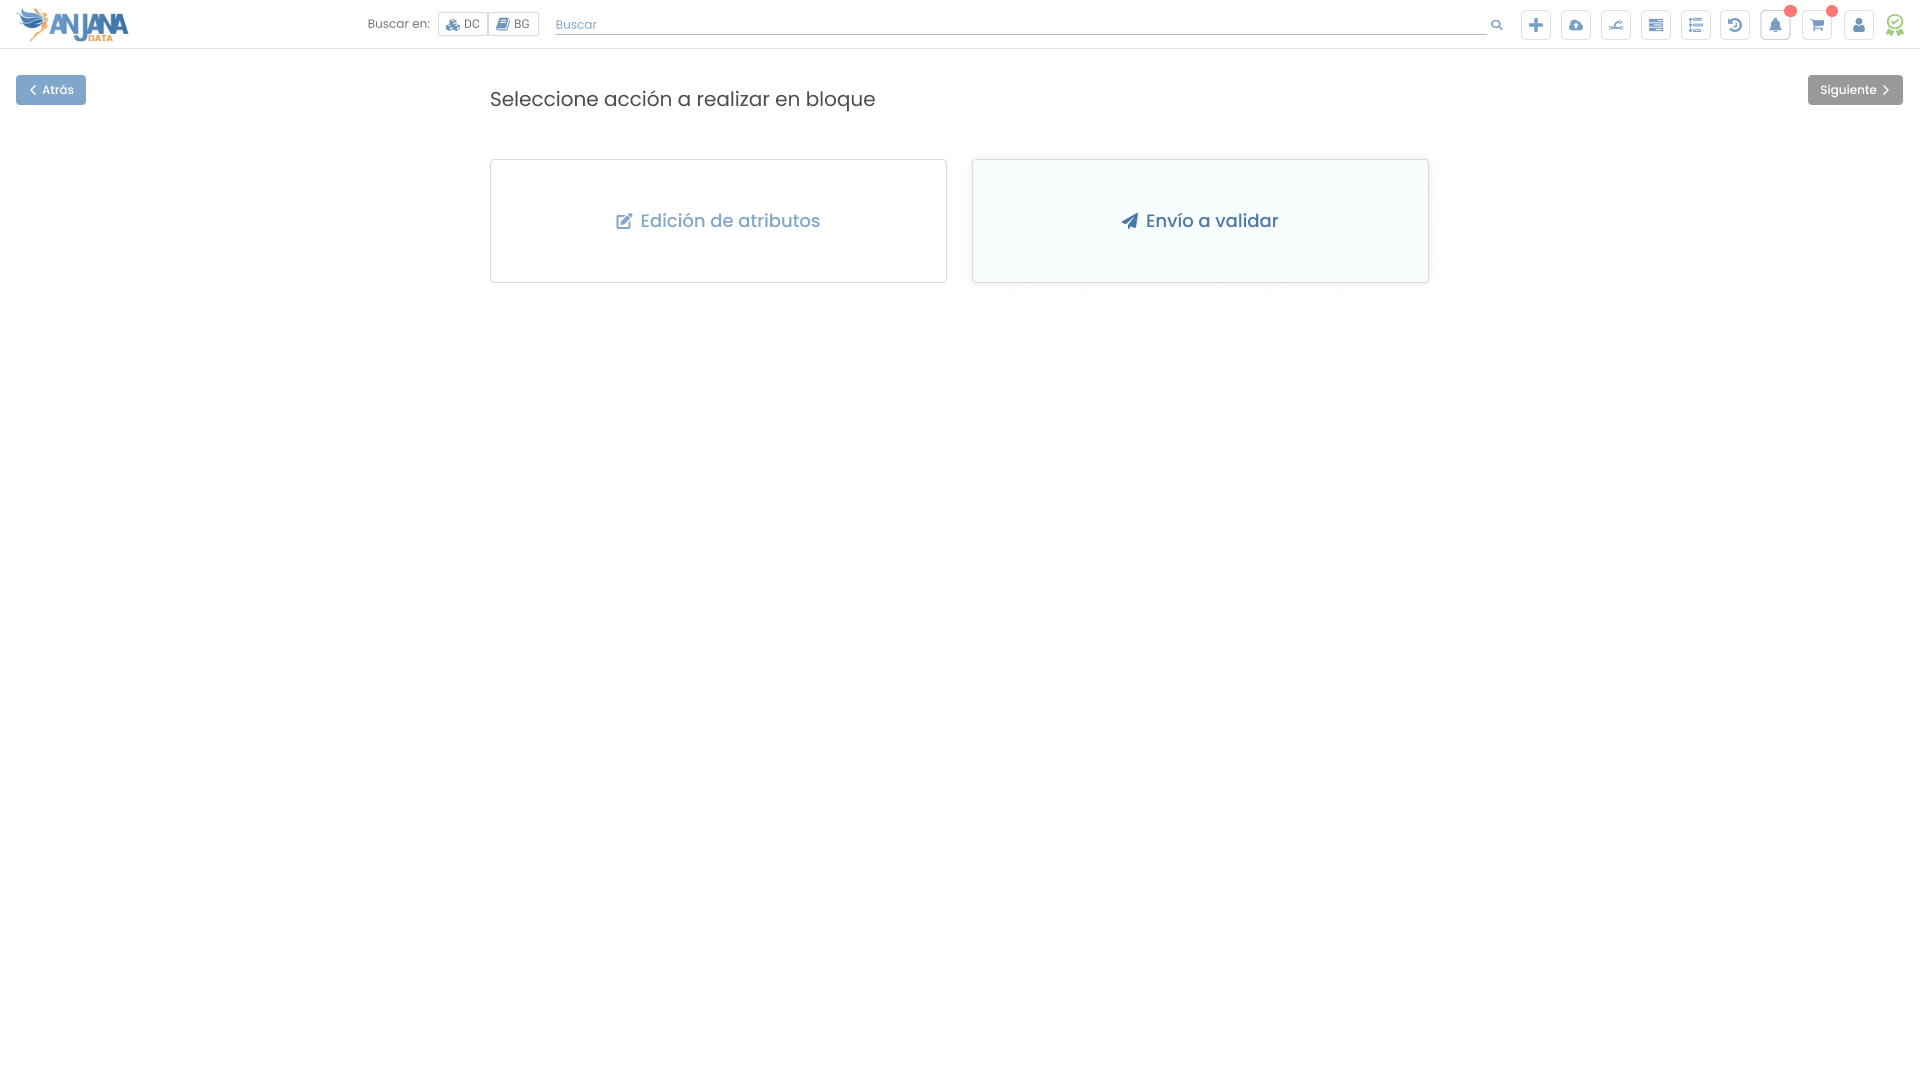 ANJANA
DATA
Buscar en:
DC
BG
Buscar
Atrás
Siguiente
Seleccione acción a realizar en bloque
Edición de atributos
Envío a validar